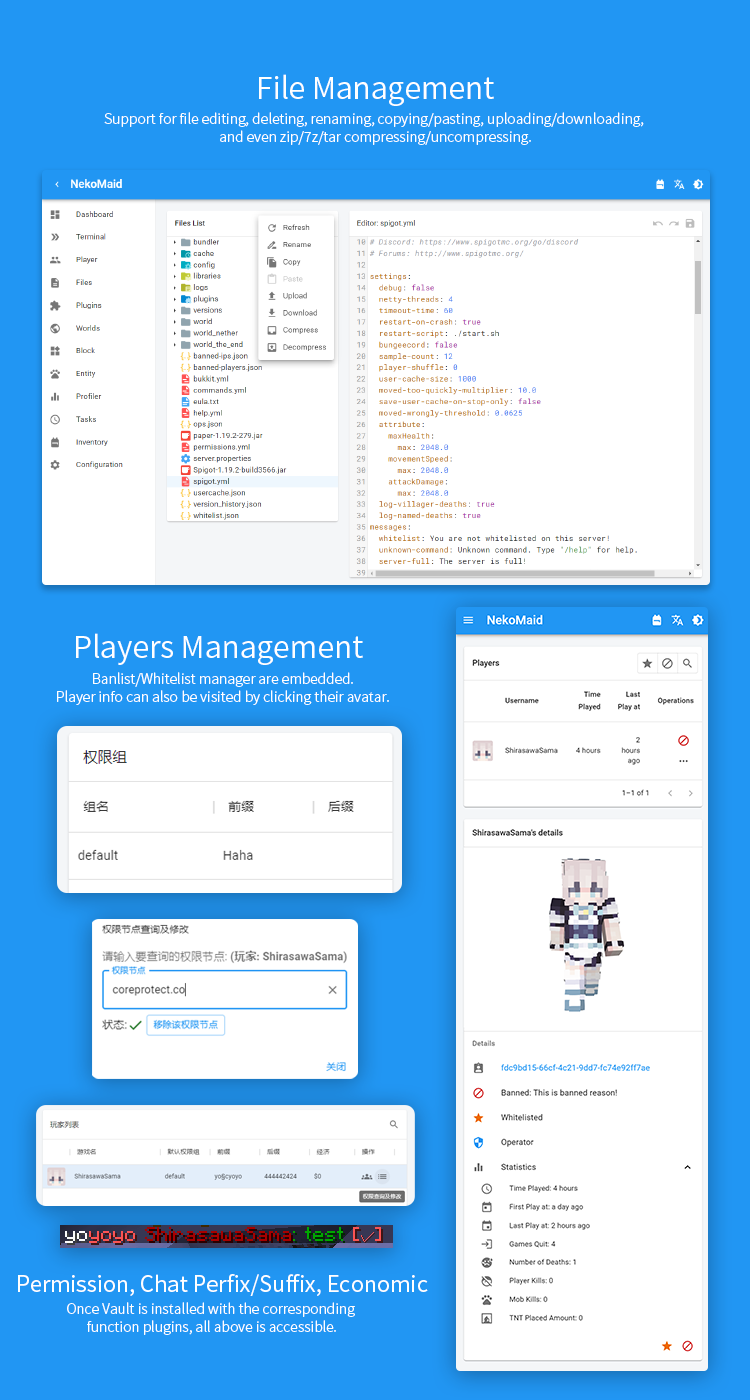 File Management
Support for file editing, deleting, renaming, copying/pasting, uploading/downloading,
and even zip/7z/tar compressing/uncompressing.
NekoMaid
Dashboard
Terminal
Player
Files
Plugins
Worlds
Block
Entity
Profiler
Tasks
Inventory
Configuration
Files List
bundler
cache
config
libraries
logs
plugins
versions
world
world_nether
world_the_end
banned-ips.json
banned-players.json
bukkit.yml
commands.yml
eula.txt
help.yml
ops.json
paper-1.19.2-279.jar
permissions.yml
server.properties
Spigot-1.19.2-build3566.jar
spigot.yml
usercache.json
version_history.json
whitelist.json
Refresh
Rename
Copy
Paste
Upload
Download
Compress
Decompress
Editor: spigot.yml
10 # Discord: https://www.spigotmc.org/go/discord
11 # Forums: http://www.spigotmc.org/
12
13 settings:
14 debug: false
15 netty-threads: 4
16 timeout-time: 60
17 restart-on-crash: true
18 restart-script: ./start.sh
19 bungeecord: false
20 sample-count: 12
21 player-shuffle: 0
22 user-cache-size: 1000
23 moved-too-quickly-multiplier: 10.0
24 save-user-cache-on-stop-only: false
25 moved-wrongly-threshold: 0.0625
26 attribute:
27 maxHealth:
28 max: 2048.0
29 movementSpeed:
30 max: 2048.0
31 attackDamage:
32 max: 2048.0
33 log-villager-deaths: true
34 log-named-deaths: true
35 messages:
36 whitelist: You are not whitelisted on this server!
37 unknown-command: Unknown command. Type "/help" for help.
38 server-full: The server is full!
39
Players Management
Banlist/Whitelist manager are embedded.
Player info can also be visited by clicking their avatar.
权限组
组名 前缀 后缀
default Haha
权限节点查询及修改
请输入要查询的权限节点: (玩家: ShirasawaSama)
权限节点
coreprotect.co
状态: 移除该权限节点
关闭
玩家列表
游戏名 默认权限组 前缀 后缀 经济 操作
ShirasawaSama default yo&cyoyo 444442424 $0
权限查询及修改
yoyoyo ShirasawaSama: test [✓]
Permission, Chat Perfix/Suffix, Economic
Once Vault is installed with the corresponding
function plugins, all above is accessible.
NekoMaid
Players
Username Time Played Last Play at Operations
ShirasawaSama 4 hours 2 hours ago
1–1 of 1
ShirasawaSama's details
Details
fdc9bd15-66cf-4c21-9dd7-fc74e92ff7ae
Banned: This is banned reason!
Whitelisted
Operator
Statistics
Time Played: 4 hours
First Play at: a day ago
Last Play at: 2 hours ago
Games Quit: 4
Number of Deaths: 1
Player Kills: 0
Mob Kills: 0
TNT Placed Amount: 0